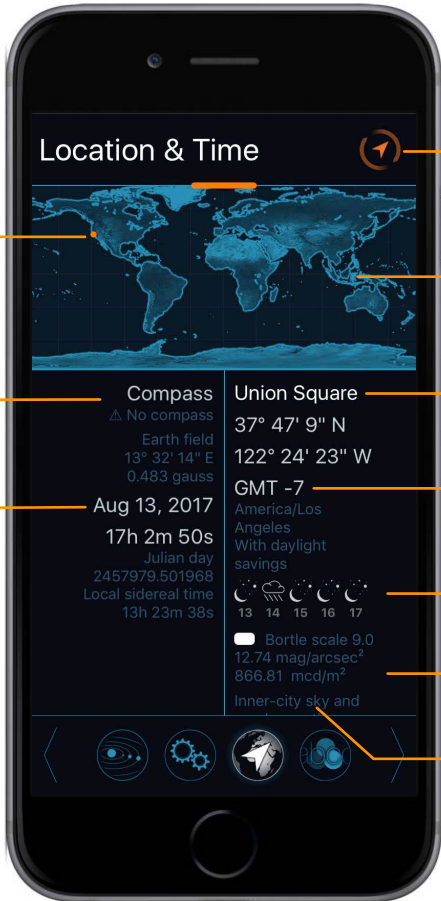 Location & Time
Compass
⚠ No compass
Earth field
13° 32' 14" E
0.483 gauss
Aug 13, 2017
17h 2m 50s
Julian day
2457979.501968
Local sidereal time
13h 23m 38s
Union Square
37° 47' 9" N
122° 24' 23" W
GMT -7
America/Los
Angeles
With daylight
savings
13 14 15 16 17
Bortle scale 9.0
12.74 mag/arcsec²
866.81 mcd/m²
Inner-city sky and